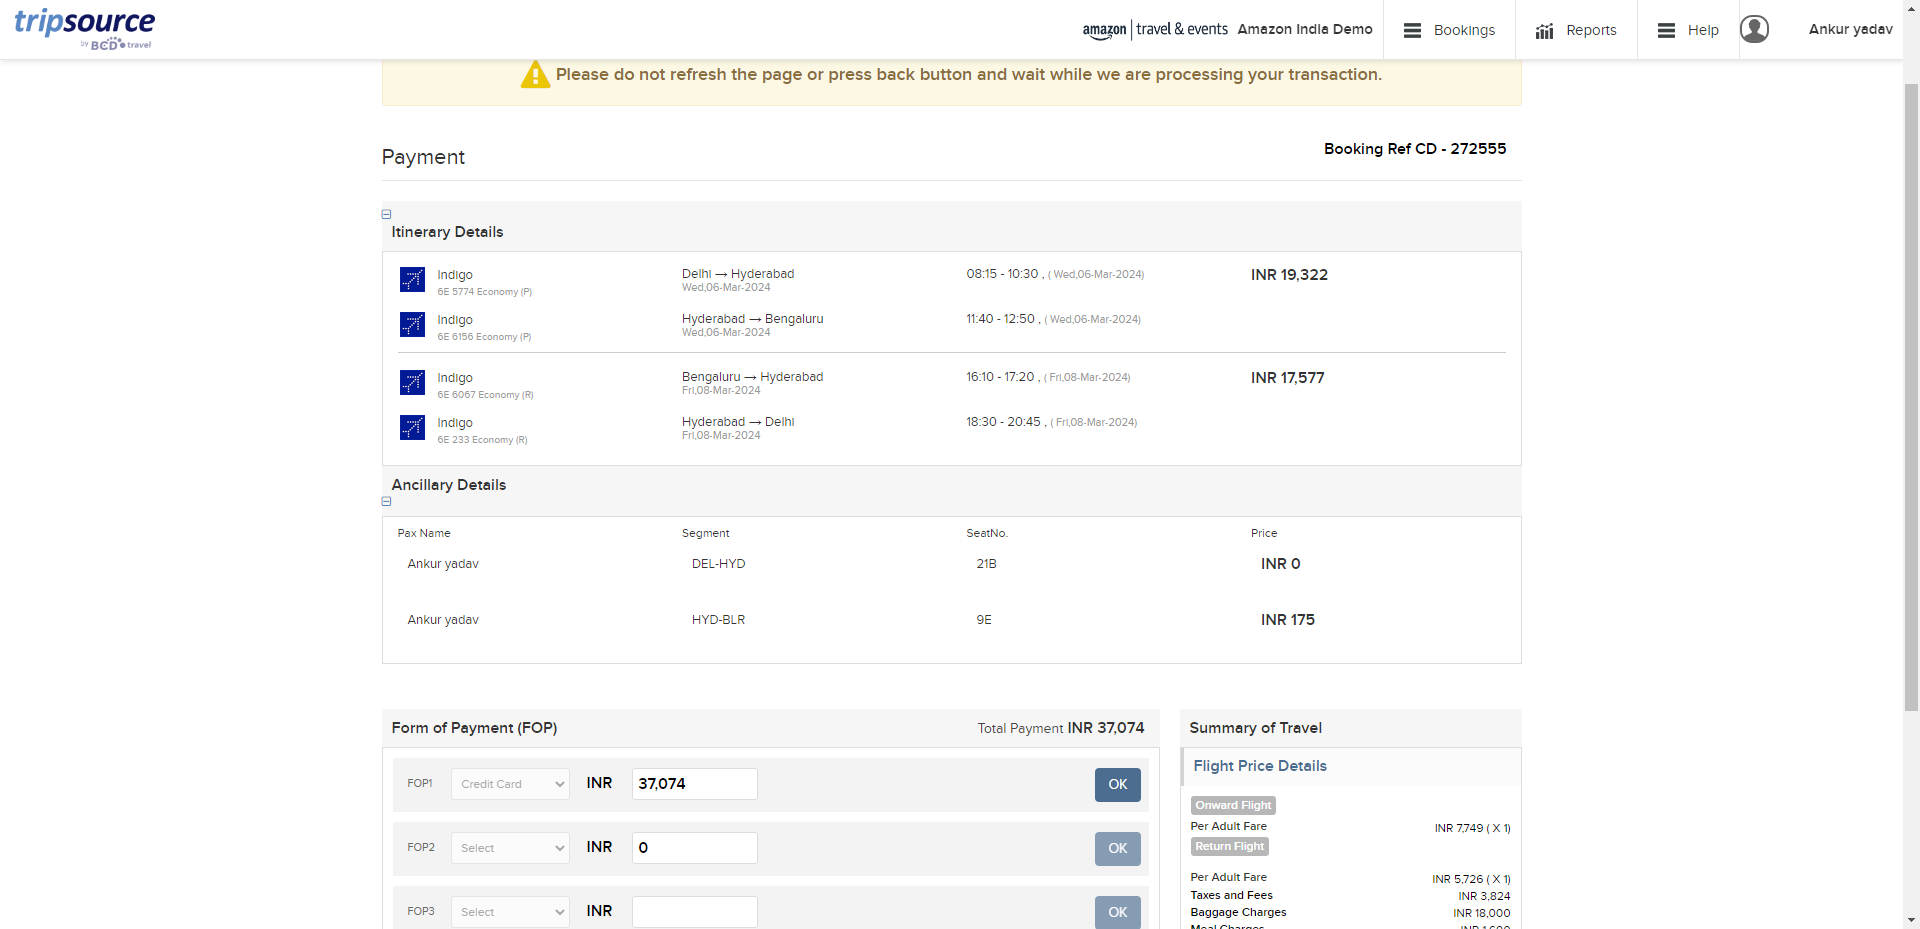 tripsource
by BCD travel
amazon | travel & events Amazon India Demo
Bookings
Reports
Help
Ankur yadav
Please do not refresh the page or press back button and wait while we are processing your transaction.
Payment
Booking Ref CD - 272555
Itinerary Details
Indigo Delhi → Hyderabad 08:15 - 10:30 , ( Wed,06-Mar-2024) INR 19,322
6E 5774 Economy (P) Wed,06-Mar-2024
Indigo Hyderabad → Bengaluru 11:40 - 12:50 , ( Wed,06-Mar-2024)
6E 6156 Economy (P) Wed,06-Mar-2024
Indigo Bengaluru → Hyderabad 16:10 - 17:20 , ( Fri,08-Mar-2024) INR 17,577
6E 6067 Economy (R) Fri,08-Mar-2024
Indigo Hyderabad → Delhi 18:30 - 20:45 , ( Fri,08-Mar-2024)
6E 233 Economy (R) Fri,08-Mar-2024
Ancillary Details
Pax Name Segment SeatNo. Price
Ankur yadav DEL-HYD 21B INR 0
Ankur yadav HYD-BLR 9E INR 175
Form of Payment (FOP) Total Payment INR 37,074
FOP1 Credit Card INR 37,074 OK
FOP2 Select INR 0 OK
FOP3 Select INR OK
Summary of Travel
Flight Price Details
Onward Flight
Per Adult Fare INR 7,749 ( X 1)
Return Flight
Per Adult Fare INR 5,726 ( X 1)
Taxes and Fees INR 3,824
Baggage Charges INR 18,000
Meal Charges